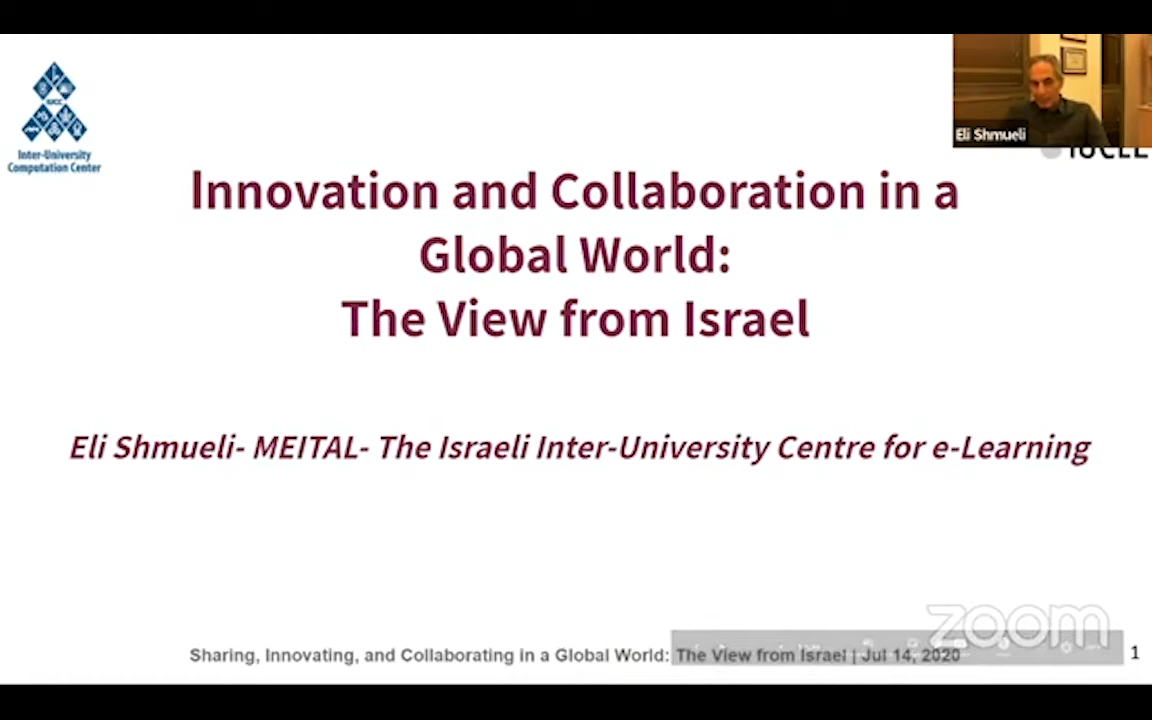 IUCC
Inter-University
Computation Center
Eli Shmueli
Innovation and Collaboration in a
Global World:
The View from Israel
Eli Shmueli- MEITAL- The Israeli Inter-University Centre for e-Learning
zoom
Sharing, Innovating, and Collaborating in a Global World: The View from Israel | Jul 14, 2020
1